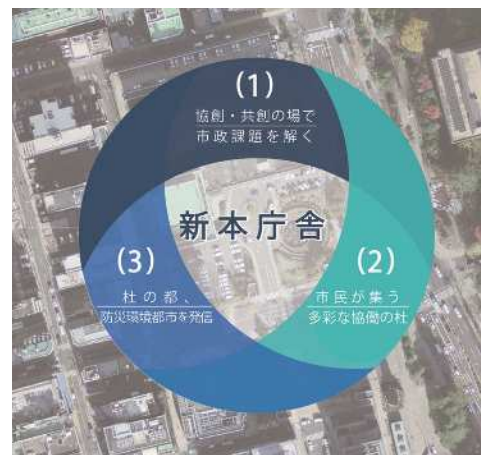 (1)
協創・共創の場で
市政課題を解く
新本庁舎
(3)
杜の都、
防災環境都市を発信
(2)
市民が集う
多彩な協働の杜